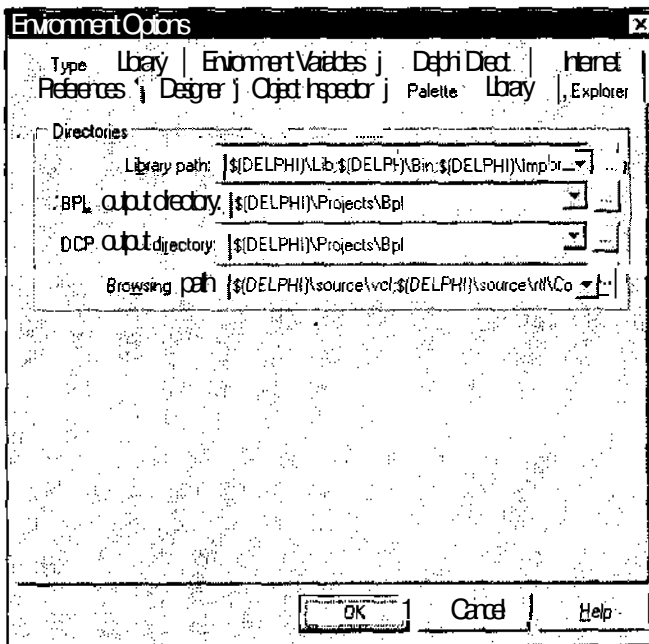 Environment Options
Type Library | Environment Variables | Delphi Direct | Internet
Preferences | Designer | Object Inspector | Palette Library | Explorer
Directories
Library path: $(DELPHI)\Lib;$(DELPHI)\Bin;$(DELPHI)\Impor ...
BPL output directory: $(DELPHI)\Projects\Bpl ...
DCP output directory: $(DELPHI)\Projects\Bpl ...
Browsing path $(DELPHI)\source\vcl;$(DELPHI)\source\rtl\Co ...
OK Cancel Help